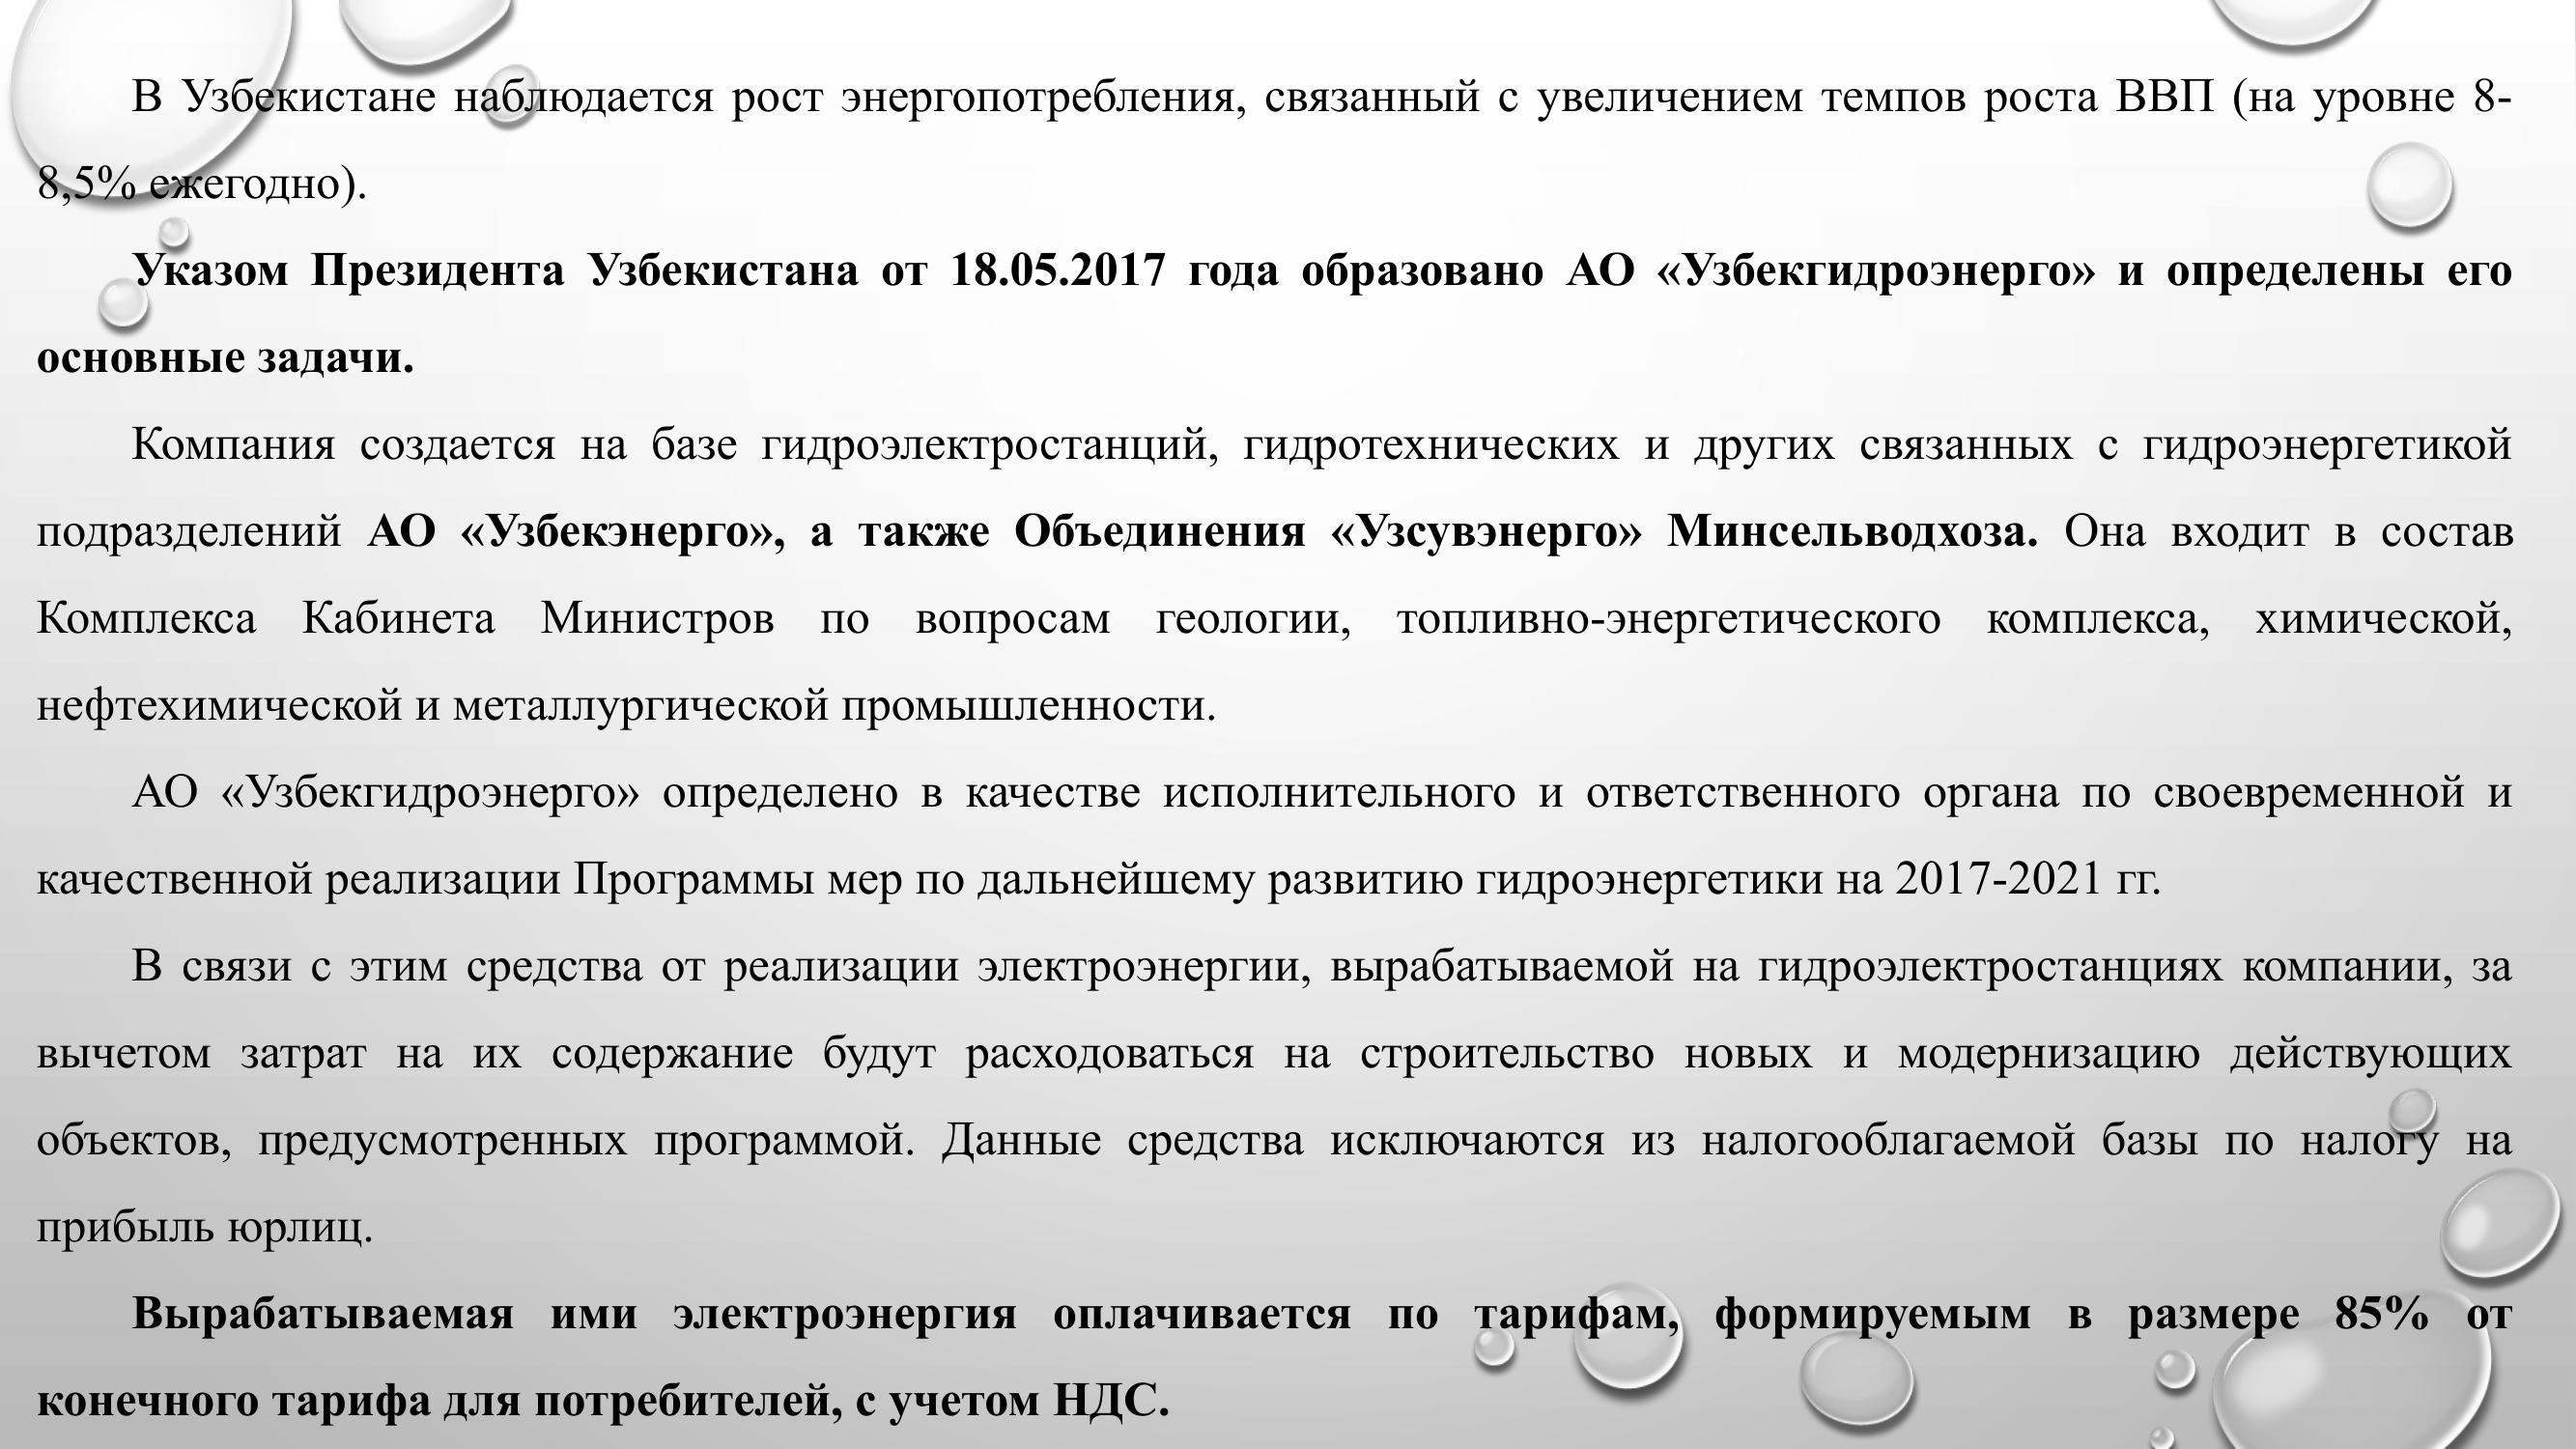 В Узбекистане наблюдается рост энергопотребления, связанный с увеличением темпов роста ВВП (на уровне 8-
8,5% ежегодно).
Указом Президента Узбекистана от 18.05.2017 года образовано АО «Узбекгидроэнерго» и определены его
основные задачи.
Компания создается на базе гидроэлектростанций, гидротехнических и других связанных с гидроэнергетикой
подразделений АО «Узбекэнерго», а также Объединения «Узсувэнерго» Минсельводхоза. Она входит в состав
Комплекса Кабинета Министров по вопросам геологии, топливно-энергетического комплекса, химической,
нефтехимической и металлургической промышленности.
АО «Узбекгидроэнерго» определено в качестве исполнительного и ответственного органа по своевременной и
качественной реализации Программы мер по дальнейшему развитию гидроэнергетики на 2017-2021 гг.
В связи с этим средства от реализации электроэнергии, вырабатываемой на гидроэлектростанциях компании, за
вычетом затрат на их содержание будут расходоваться на строительство новых и модернизацию действующих
объектов, предусмотренных программой. Данные средства исключаются из налогооблагаемой базы по налогу на
прибыль юрлиц.
Вырабатываемая ими электроэнергия оплачивается по тарифам, формируемым в размере 85% от
конечного тарифа для потребителей, с учетом НДС.